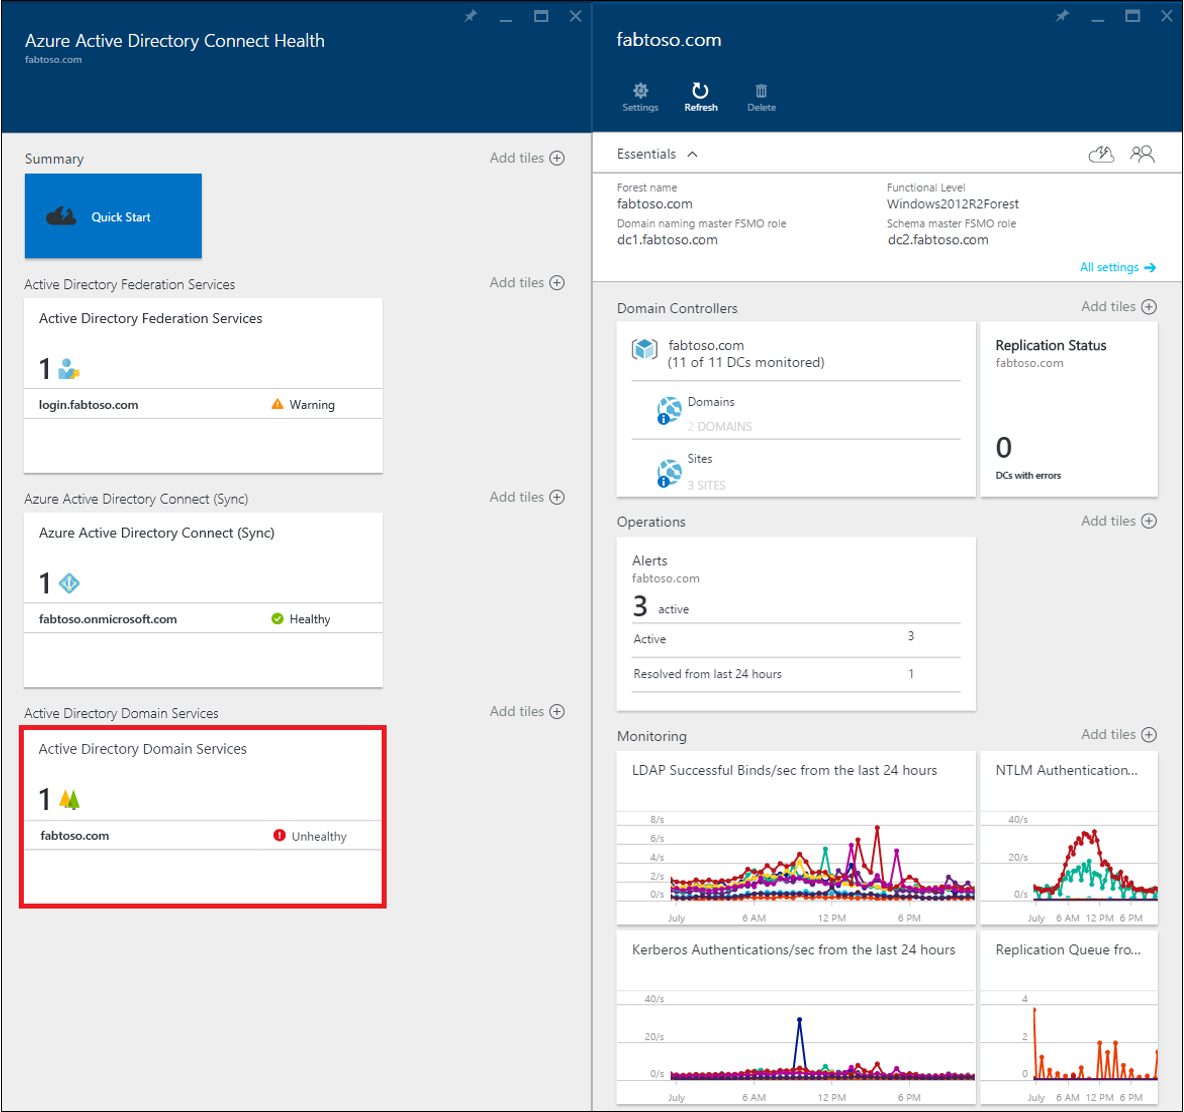 Azure Active Directory Connect Health
fabtoso.com
Summary
Add tiles
Quick Start
Active Directory Federation Services
Add tiles
Active Directory Federation Services
1
login.fabtoso.com
Warning
Azure Active Directory Connect (Sync)
Add tiles
Azure Active Directory Connect (Sync)
1
fabtoso.onmicrosoft.com
Healthy
Active Directory Domain Services
Add tiles
Active Directory Domain Services
1
fabtoso.com
Unhealthy
fabtoso.com
Settings
Refresh
Delete
Essentials
Forest name
fabtoso.com
Functional Level
Windows2012R2Forest
Domain naming master FSMO role
dc1.fabtoso.com
Schema master FSMO role
dc2.fabtoso.com
All settings
Domain Controllers
Add tiles
fabtoso.com
(11 of 11 DCs monitored)
Domains
2 DOMAINS
Sites
3 SITES
Replication Status
fabtoso.com
0
DCs with errors
Operations
Add tiles
Alerts
fabtoso.com
3 active
Active 3
Resolved from last 24 hours 1
Monitoring
Add tiles
LDAP Successful Binds/sec from the last 24 hours
8/s
6/s
4/s
2/s
0/s
July 6 AM 12 PM 6 PM
NTLM Authentication...
40/s
20/s
0/s
July 6 AM 12 PM 6 PM
Kerberos Authentications/sec from the last 24 hours
40/s
20/s
0/s
July 6 AM 12 PM 6 PM
Replication Queue fro...
4
2
0
July 6 AM 12 PM 6 PM